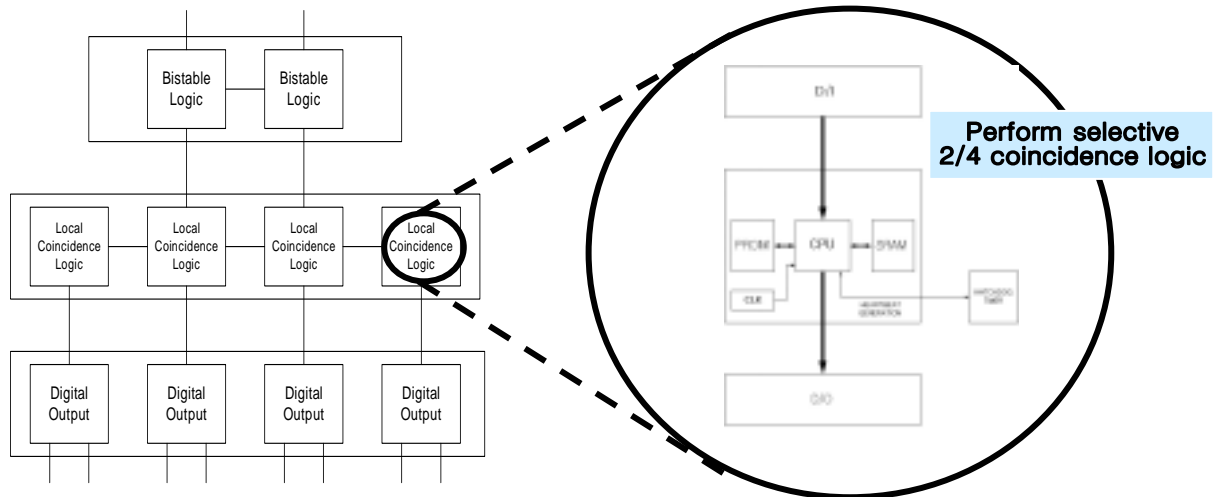 Bistable
Logic
Bistable
Logic
Local
Coincidence
Logic
Local
Coincidence
Logic
Local
Coincidence
Logic
Local
Coincidence
Logic
Digital
Output
Digital
Output
Digital
Output
Digital
Output
Perform selective
2/4 coincidence logic
CPU